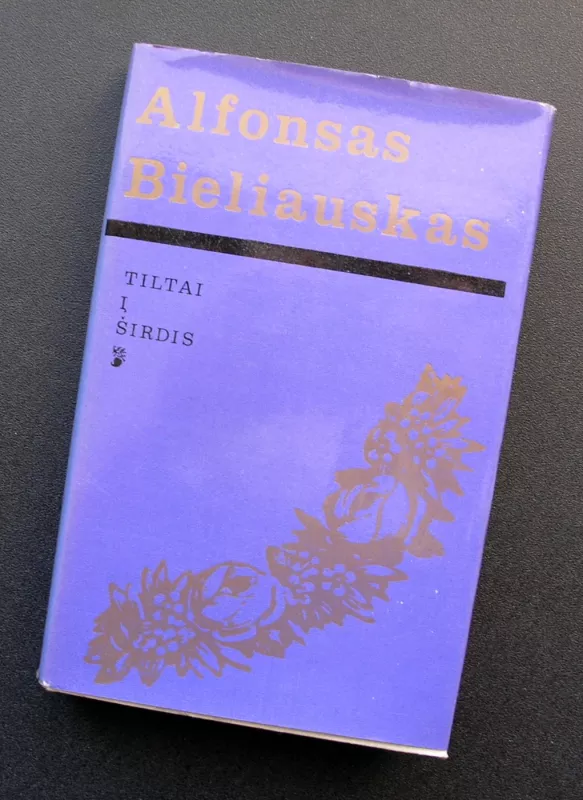 Alfonsas
Bieliauskas
TILTAI
Į
ŠIRDIS